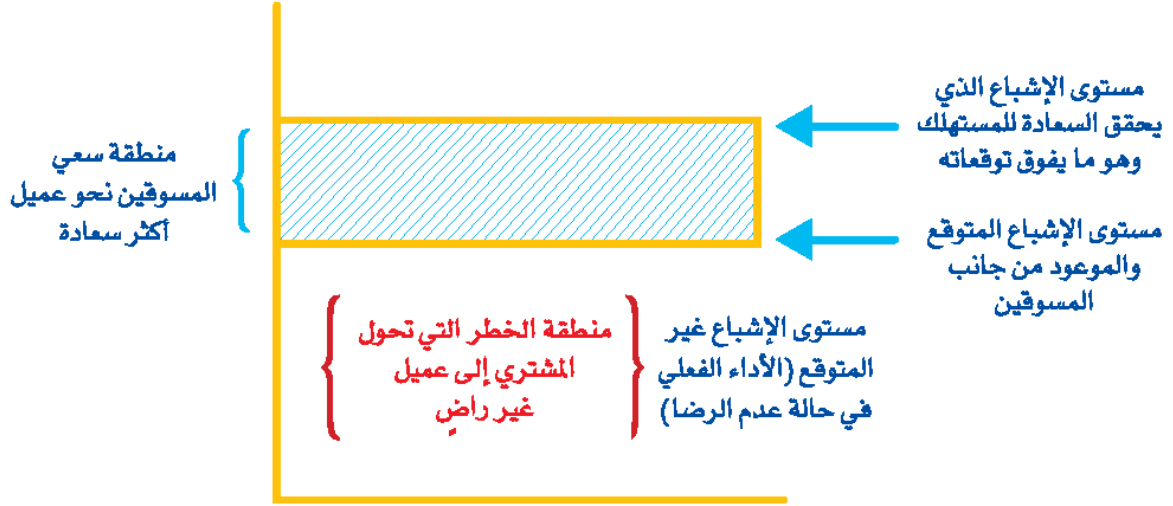 مستوى الإشباع الذي
يحقق السعادة للمستهلك
وهو ما يفوق توقعاته
منطقة سعي
المسوقين نحو عميل
أكثر سعادة
مستوى الإشباع المتوقع
والموعود من جانب
المسوقين
مستوى الإشباع غير
المتوقع (الأداء الفعلي
في حالة عدم الرضا)
منطقة الخطر التي تحول
المشتري إلى عميل
غير راضٍ